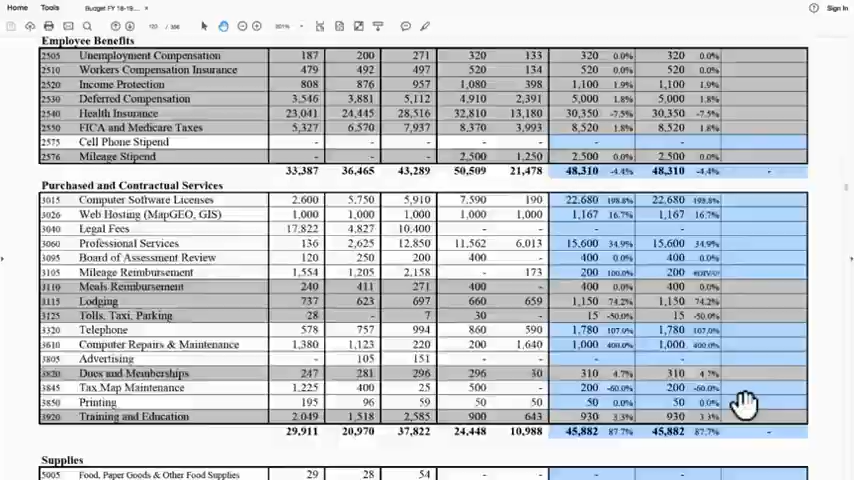 Home Tools Budget FY 18-19... × Sign In
120 / 356
Employee Benefits
2505 Unemployment Compensation 187 200 271 320 133 320 0.0% 320 0.0%
2510 Workers Compensation Insurance 479 492 497 520 134 520 0.0% 520 0.0%
2520 Income Protection 808 876 957 1,080 398 1,100 1.9% 1,100 1.9%
2530 Deferred Compensation 3,546 3,881 5,112 4,910 2,391 5,000 1.8% 5,000 1.8%
2540 Health Insurance 23,041 24,445 28,516 32,810 13,180 30,350 -7.5% 30,350 -7.5%
2550 FICA and Medicare Taxes 5,327 6,570 7,937 8,370 3,993 8,520 1.8% 8,520 1.8%
2575 Cell Phone Stipend - - - - - - -
2576 Mileage Stipend - - - 2,500 1,250 2,500 0.0% 2,500 0.0%
33,387 36,465 43,289 50,509 21,478 48,310 -4.4% 48,310 -4.4% -
Purchased and Contractual Services
3015 Computer Software Licenses 2,600 5,750 5,910 7,590 190 22,680 198.8% 22,680 198.8%
3026 Web Hosting (MapGEO, GIS) 1,000 1,000 1,000 1,000 1,000 1,167 16.7% 1,167 16.7%
3040 Legal Fees 17,822 4,827 10,400 - - - -
3060 Professional Services 136 2,625 12,850 11,562 6,013 15,600 34.9% 15,600 34.9%
3095 Board of Assessment Review 120 250 200 400 - 400 0.0% 400 0.0%
3105 Mileage Reimbursement 1,554 1,205 2,158 - 173 200 100.0% 200 #DIV/0!
3110 Meals Reimbursement 240 411 271 400 - 400 0.0% 400 0.0%
3115 Lodging 737 623 697 660 659 1,150 74.2% 1,150 74.2%
3125 Tolls, Taxi, Parking 28 - 7 30 - 15 -50.0% 15 -50.0%
3320 Telephone 578 757 994 860 590 1,780 107.0% 1,780 107.0%
3610 Computer Repairs & Maintenance 1,380 1,123 220 200 1,640 1,000 400.0% 1,000 400.0%
3805 Advertising - 105 151 - - - -
3820 Dues and Memberships 247 281 296 296 30 310 4.7% 310 4.7%
3845 Tax Map Maintenance 1,225 400 25 500 - 200 -60.0% 200 -60.0%
3850 Printing 195 96 59 50 50 50 0.0% 50 0.0%
3920 Training and Education 2,049 1,518 2,585 900 643 930 3.3% 930 3.3%
29,911 20,970 37,822 24,448 10,988 45,882 87.7% 45,882 87.7% -
Supplies
5005 Food, Paper Goods & Other Food Supplies 29 28 54 - - - -